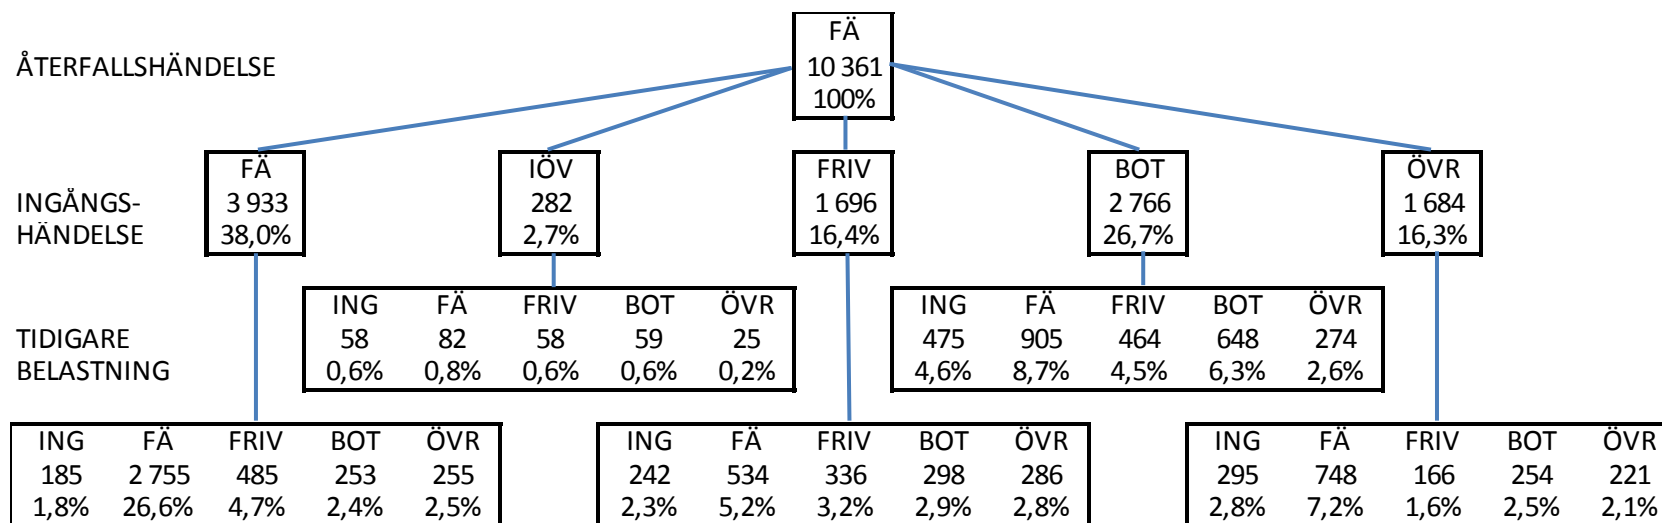 FÄ
ÅTERFALLSHÄNDELSE 10 361
100%
FÄ IÖV FRIV BOT ÖVR
INGÅNGS- 3 933 282 1 696 2 766 1 684
HÄNDELSE 38,0% 2,7% 16,4% 26,7% 16,3%
ING FÄ FRIV BOT ÖVR ING FÄ FRIV BOT ÖVR
TIDIGARE 58 82 58 59 25 475 905 464 648 274
BELASTNING 0,6% 0,8% 0,6% 0,6% 0,2% 4,6% 8,7% 4,5% 6,3% 2,6%
ING FÄ FRIV BOT ÖVR ING FÄ FRIV BOT ÖVR ING FÄ FRIV BOT ÖVR
185 2 755 485 253 255 242 534 336 298 286 295 748 166 254 221
1,8% 26,6% 4,7% 2,4% 2,5% 2,3% 5,2% 3,2% 2,9% 2,8% 2,8% 7,2% 1,6% 2,5% 2,1%